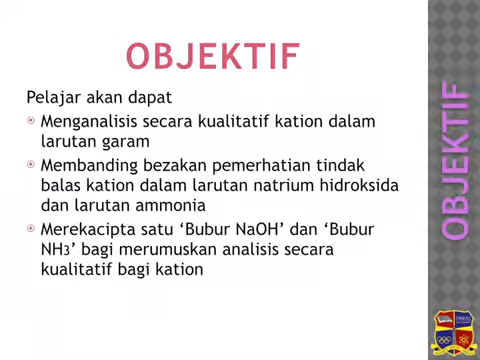 OBJEKTIF
Pelajar akan dapat
Menganalisis secara kualitatif kation dalam
larutan garam
Membanding bezakan pemerhatian tindak
balas kation dalam larutan natrium hidroksida
dan larutan ammonia
Merekacipta satu ‘Bubur NaOH’ dan ‘Bubur
NH3’ bagi merumuskan analisis secara
kualitatif bagi kation
OBJEKTIF